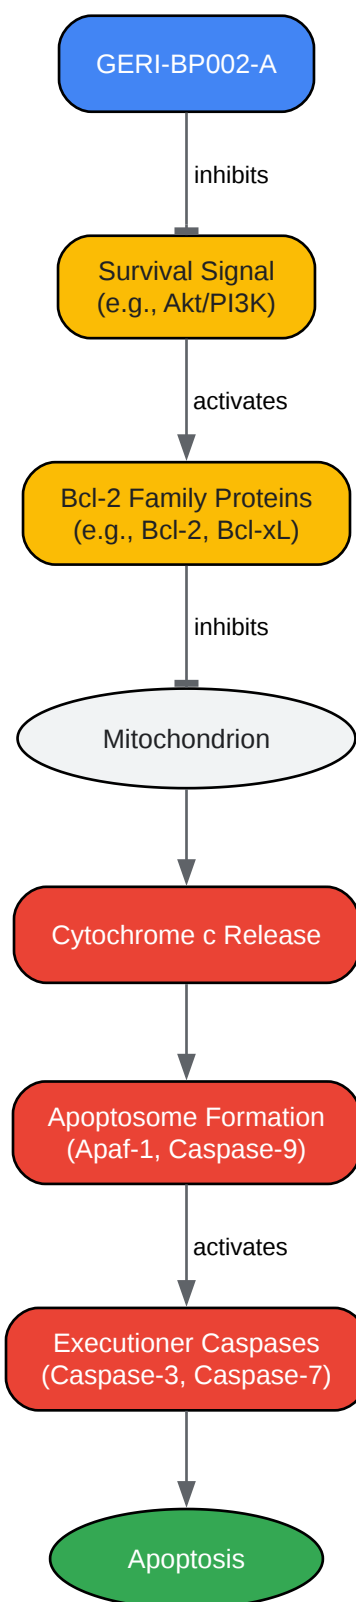 GERI-BP002-A
inhibits
Survival Signal
(e.g., Akt/PI3K)
activates
Bcl-2 Family Proteins
(e.g., Bcl-2, Bcl-xL)
inhibits
Mitochondrion
Cytochrome c Release
Apoptosome Formation
(Apaf-1, Caspase-9)
activates
Executioner Caspases
(Caspase-3, Caspase-7)
Apoptosis